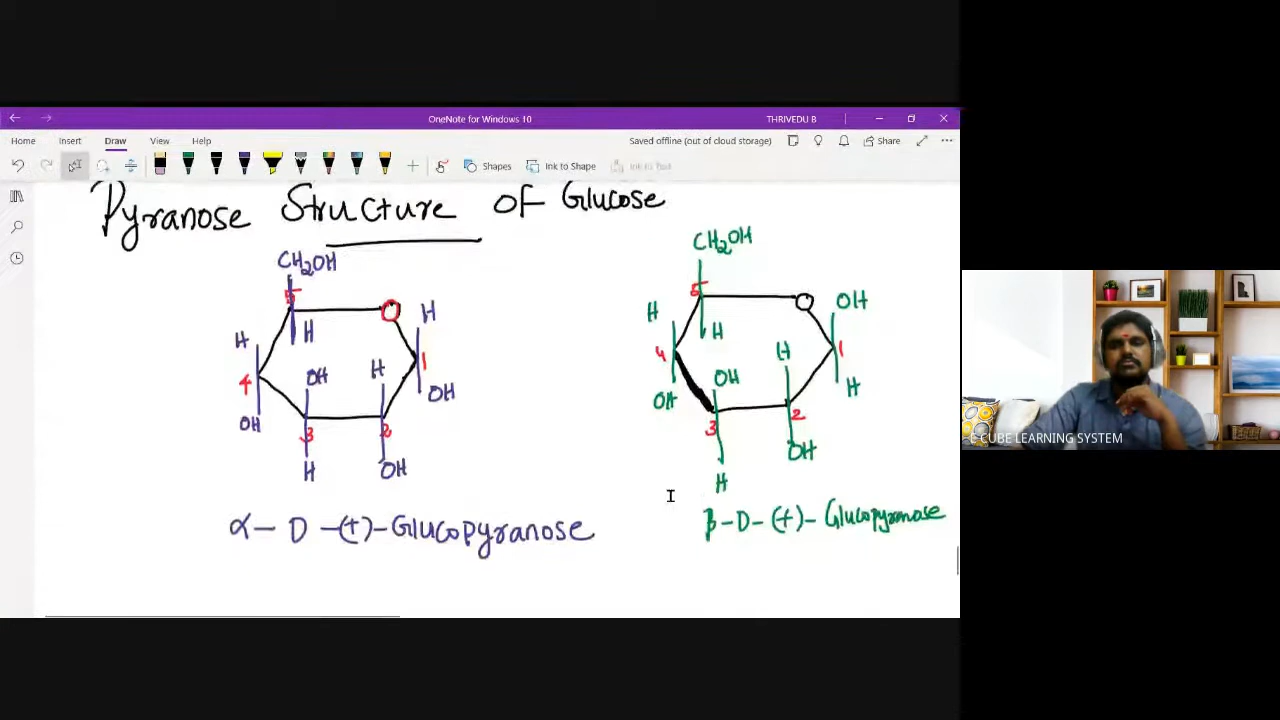 OneNote for Windows 10
THRIVEDU B
Home Insert Draw View Help
Saved offline (out of cloud storage)
Share
Shapes
Ink to Shape
Pyranose Structure of Glucose
CH2OH
5
H
H
H
4
OH
H
1
OH
OH
3
2
H
OH
α-D-(+)-Glucopyranose
CH2OH
5
OH
H
H
H
4
OH
1
OH
H
3
2
OH
H
β-D-(+)-Glucopyranose
E CUBE LEARNING SYSTEM